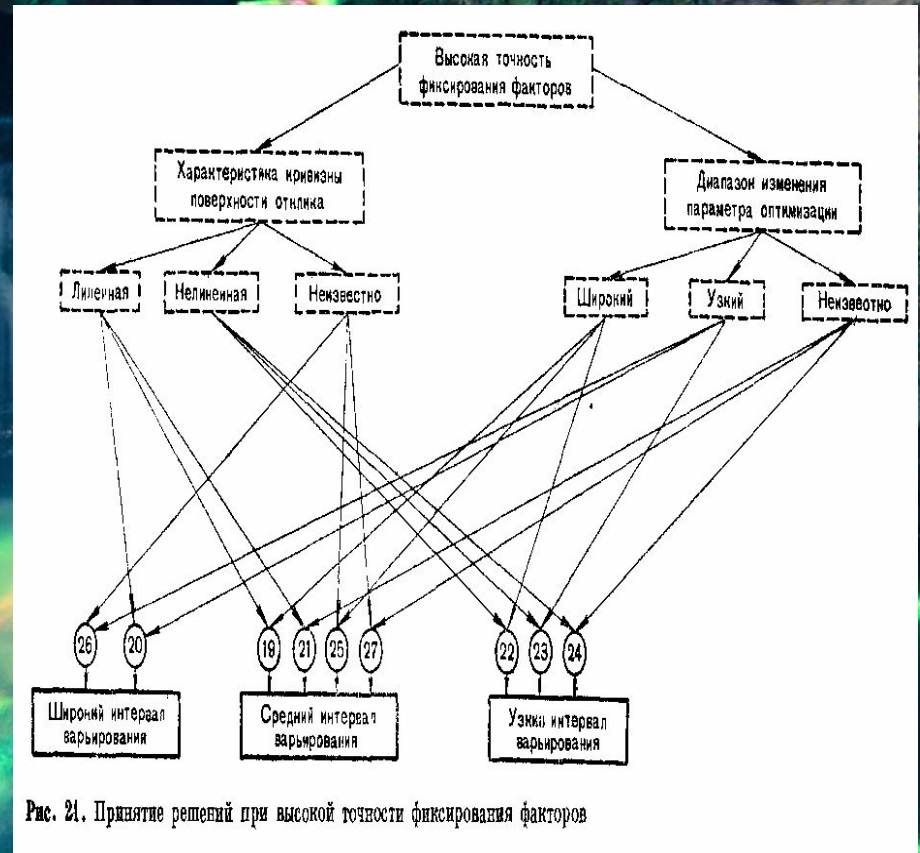 Высокая точность
фиксирования факторов
Характеристика кривизны
поверхности отклика
Диапазон изменения
параметра оптимизации
Линейная
Нелинейная
Неизвестно
Широкий
Узкий
Неизвестно
26
20
19
21
25
27
22
23
24
Широкий интервал
варьирования
Средний интервал
варьирования
Узкий интервал
варьирования
Рис. 21. Принятие решений при высокой точности фиксирования факторов